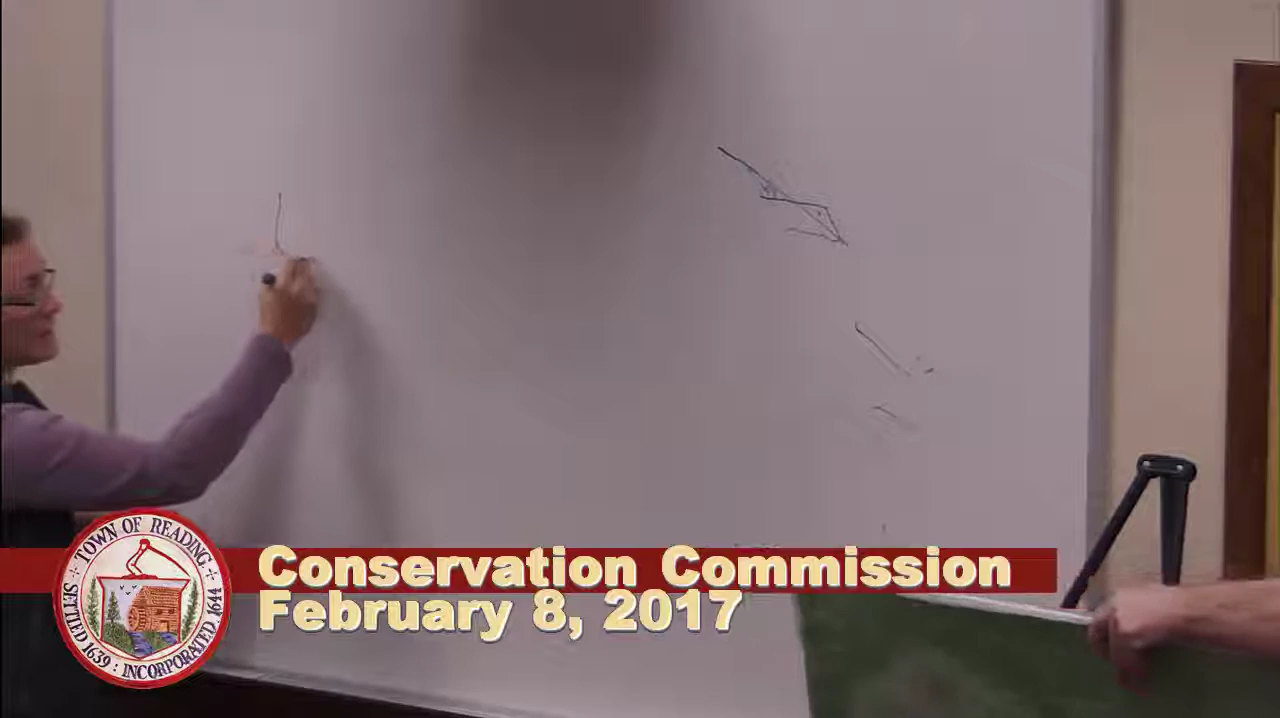 TOWN OF READING
SETTLED 1639 : INCORPORATED 1644
Conservation Commission
February 8, 2017